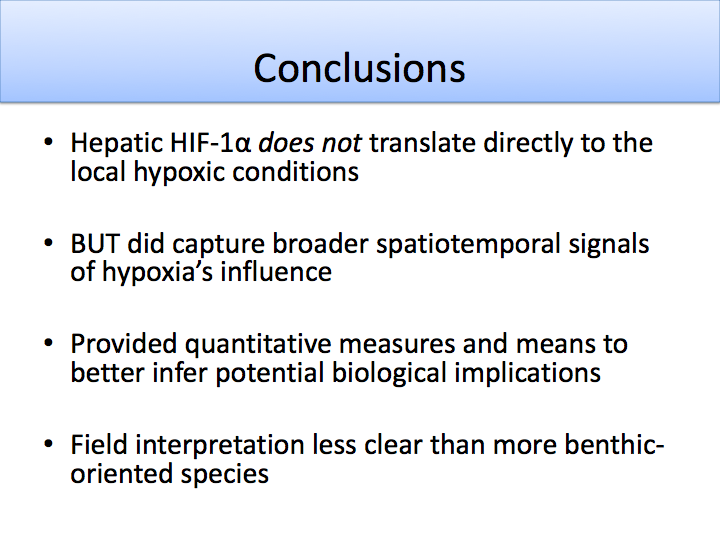 Conclusions
• Hepatic HIF-1α does not translate directly to the
local hypoxic conditions
• BUT did capture broader spatiotemporal signals
of hypoxia’s influence
• Provided quantitative measures and means to
better infer potential biological implications
• Field interpretation less clear than more benthic-
oriented species